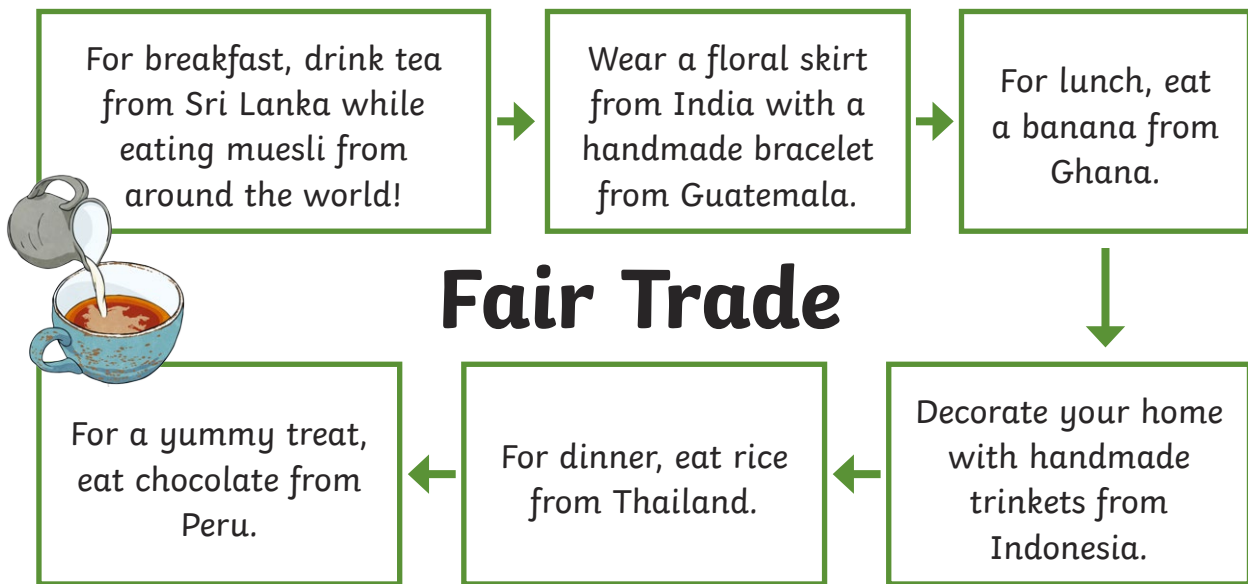 For breakfast, drink tea
from Sri Lanka while
eating muesli from
around the world!
Wear a floral skirt
from India with a
handmade bracelet
from Guatemala.
For lunch, eat
a banana from
Ghana.
Fair Trade
Decorate your home
with handmade
trinkets from
Indonesia.
For dinner, eat rice
from Thailand.
For a yummy treat,
eat chocolate from
Peru.